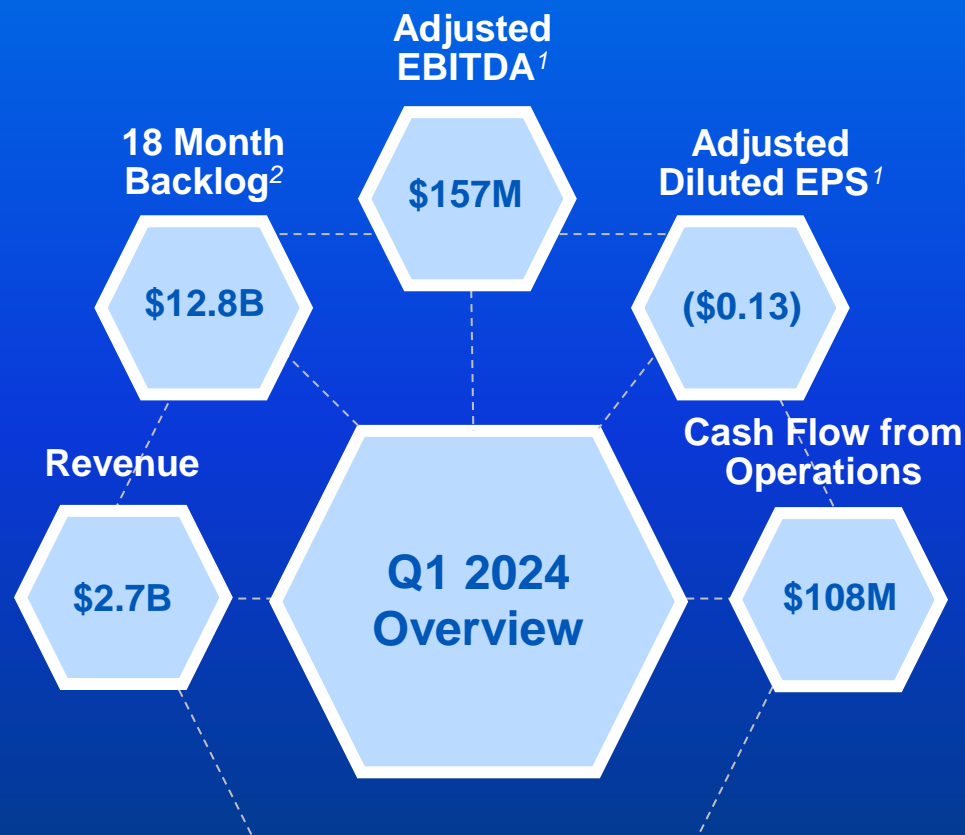 Adjusted
EBITDA1
$157M
18 Month
Backlog2
$12.8B
Adjusted
Diluted EPS1
($0.13)
Revenue
$2.7B
Cash Flow from
Operations
$108M
Q1 2024
Overview